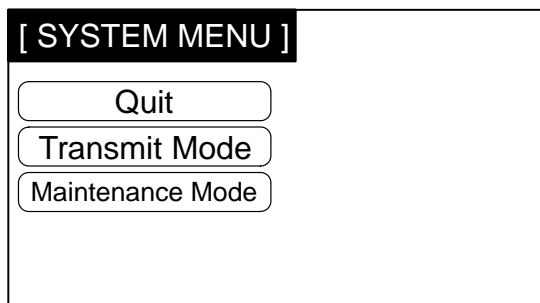 [ SYSTEM MENU ]
Quit
Transmit Mode
Maintenance Mode